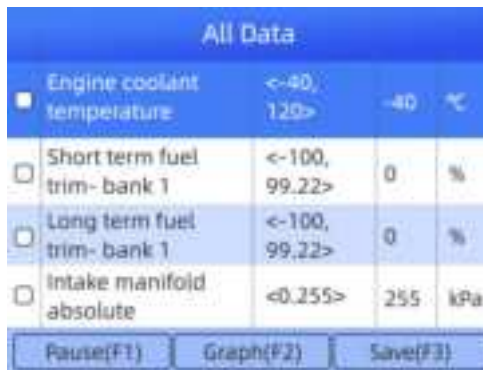 All Data
Engine coolant <-40,
temperature 120> -40 ℃
Short term fuel <-100,
trim- bank 1 99.22> 0 %
Long term fuel <-100,
trim- bank 1 99.22> 0 %
Intake manifold
absolute <0.255> 255 kPa
Pause(F1) Graph(F2) Save(F3)